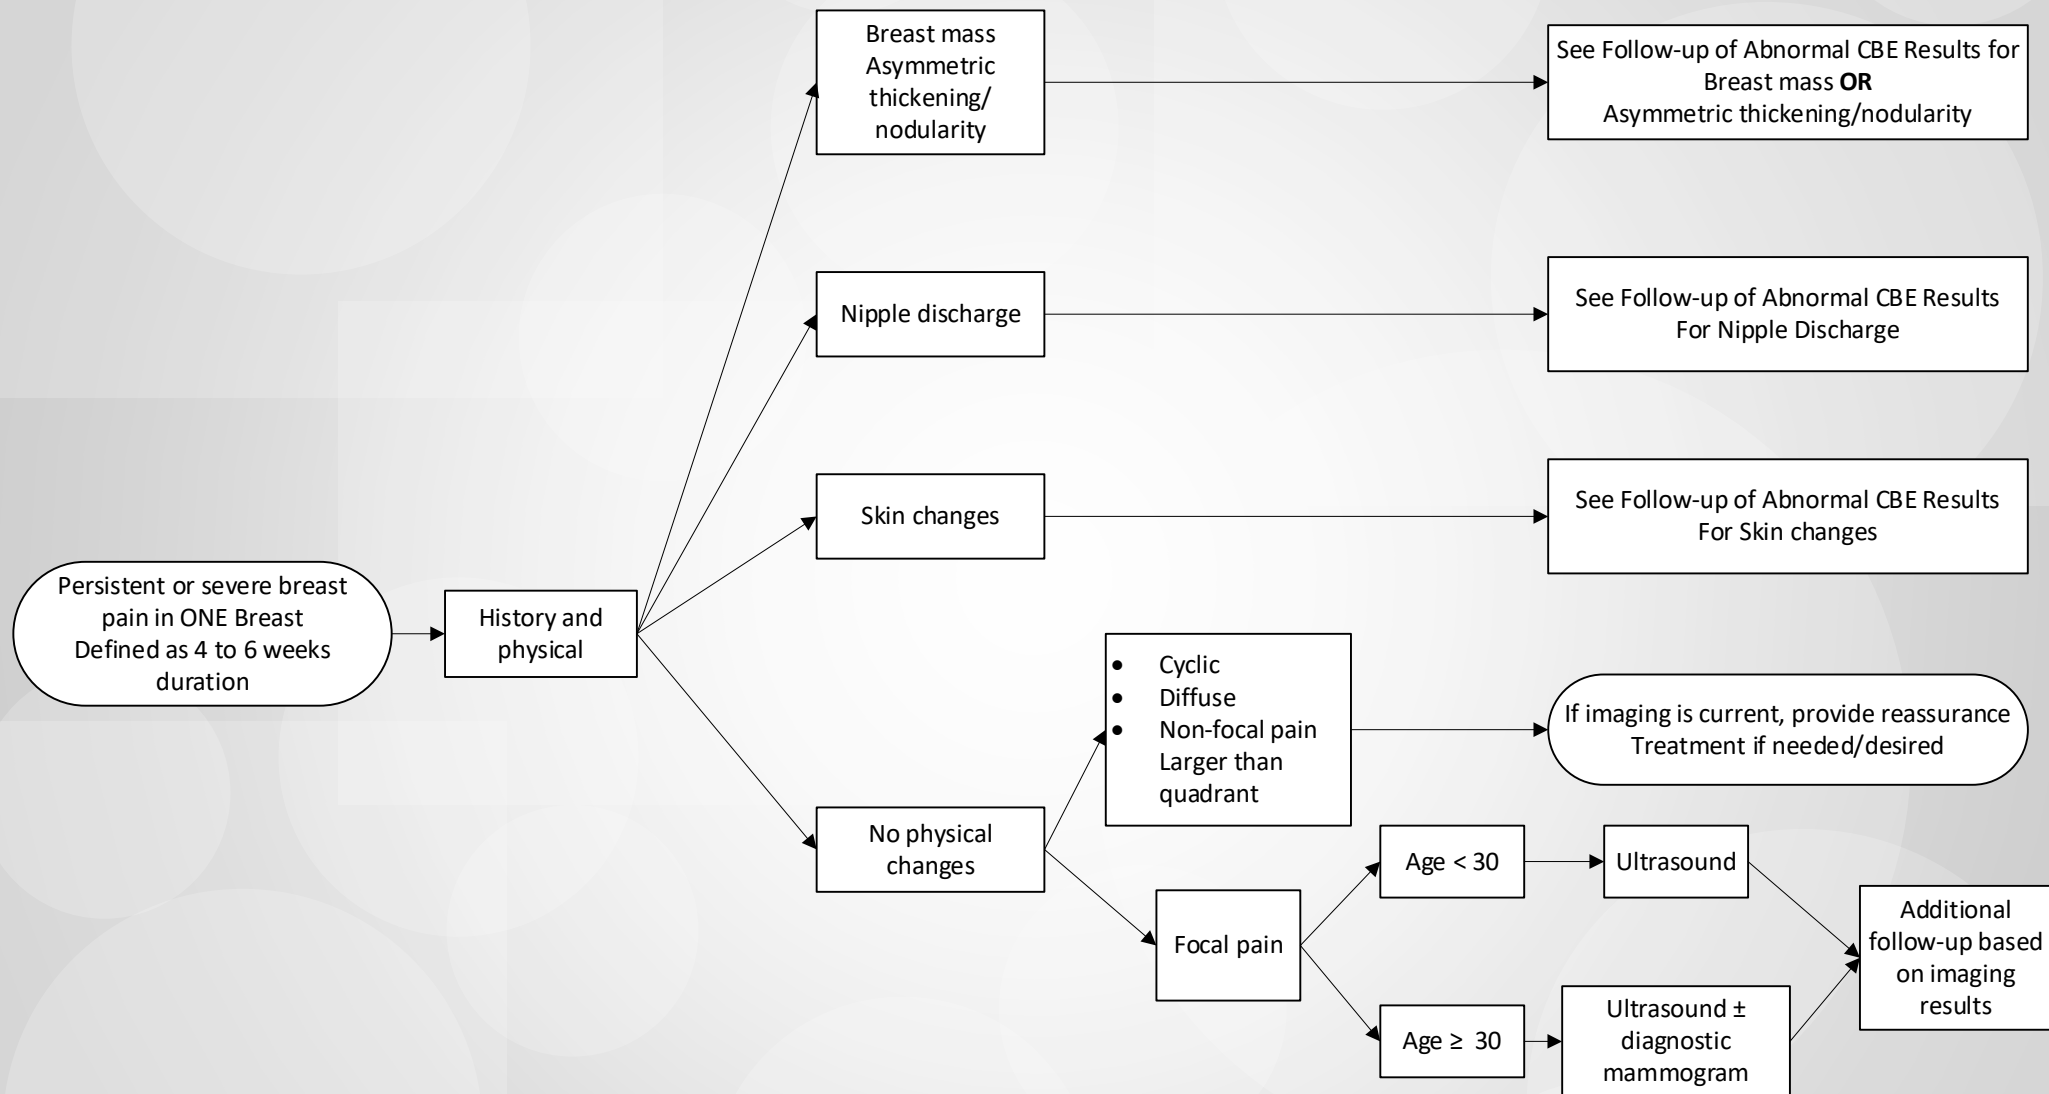 Breast mass
Asymmetric
thickening/
nodularity
See Follow-up of Abnormal CBE Results for
Breast mass OR
Asymmetric thickening/nodularity
Nipple discharge
See Follow-up of Abnormal CBE Results
For Nipple Discharge
Skin changes
See Follow-up of Abnormal CBE Results
For Skin changes
Persistent or severe breast
pain in ONE Breast
Defined as 4 to 6 weeks
duration
History and
physical
No physical
changes
• Cyclic
• Diffuse
• Non-focal pain
Larger than
quadrant
If imaging is current, provide reassurance
Treatment if needed/desired
Focal pain
Age < 30
Ultrasound
Age ≥ 30
Ultrasound ±
diagnostic
mammogram
Additional
follow-up based
on imaging
results